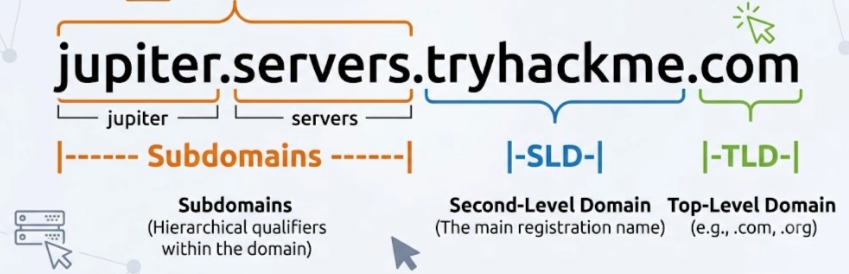 jupiter.servers.tryhackme.com
jupiter servers
|------ Subdomains ------| |-SLD-| |-TLD-|
Subdomains
(Hierarchical qualifiers
within the domain)
Second-Level Domain
(The main registration name)
Top-Level Domain
(e.g., .com, .org)